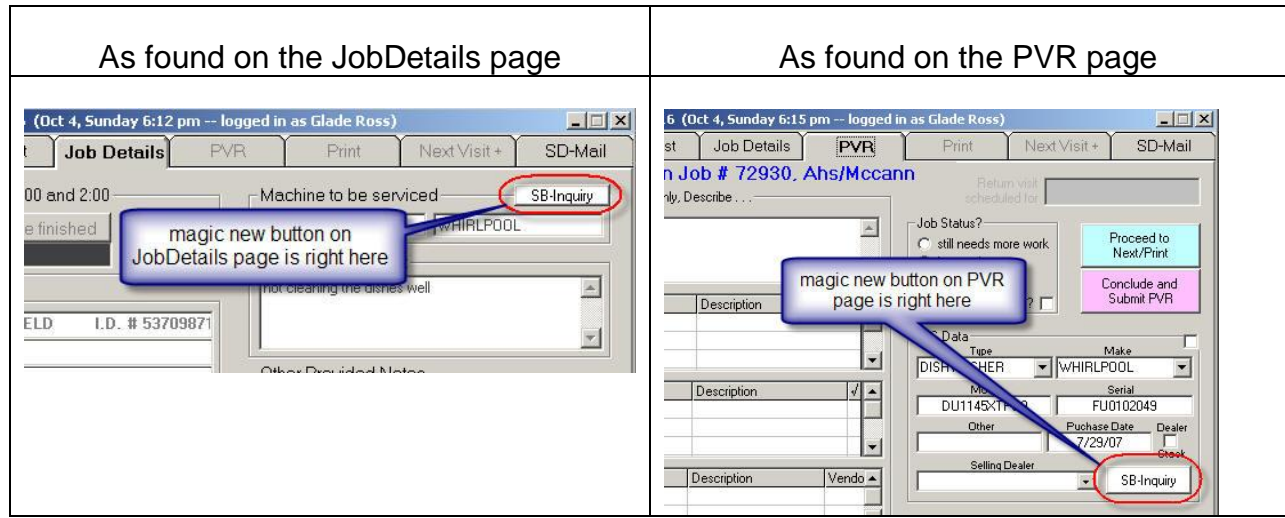 As found on the JobDetails page
(Oct 4, Sunday 6:12 pm -- logged in as Glade Ross)
Job Details PVR Print Next Visit + SD-Mail
:00 and 2:00
Machine to be serviced
SB-Inquiry
e finished
WHIRLPOOL
magic new button on
JobDetails page is right here
not cleaning the dishes well
ELD I.D. # 53709871
Other Provided Notes
As found on the PVR page
16 (Oct 4, Sunday 6:15 pm -- logged in as Glade Ross)
st Job Details PVR Print Next Visit + SD-Mail
n Job # 72930, Ahs/Mccann
Return visit
scheduled for
nly, Describe . . .
Job Status?
still needs more work
Proceed to
Next/Print
Conclude and
Submit PVR
magic new button on PVR
page is right here
? 
Description
Data
Type Make
WHIRLPOOL
Description √
Serial
DU1145XT FU0102049
Other Puchase Date Dealer
7/29/07
Stock
Selling Dealer
SB-Inquiry
Description Vendo